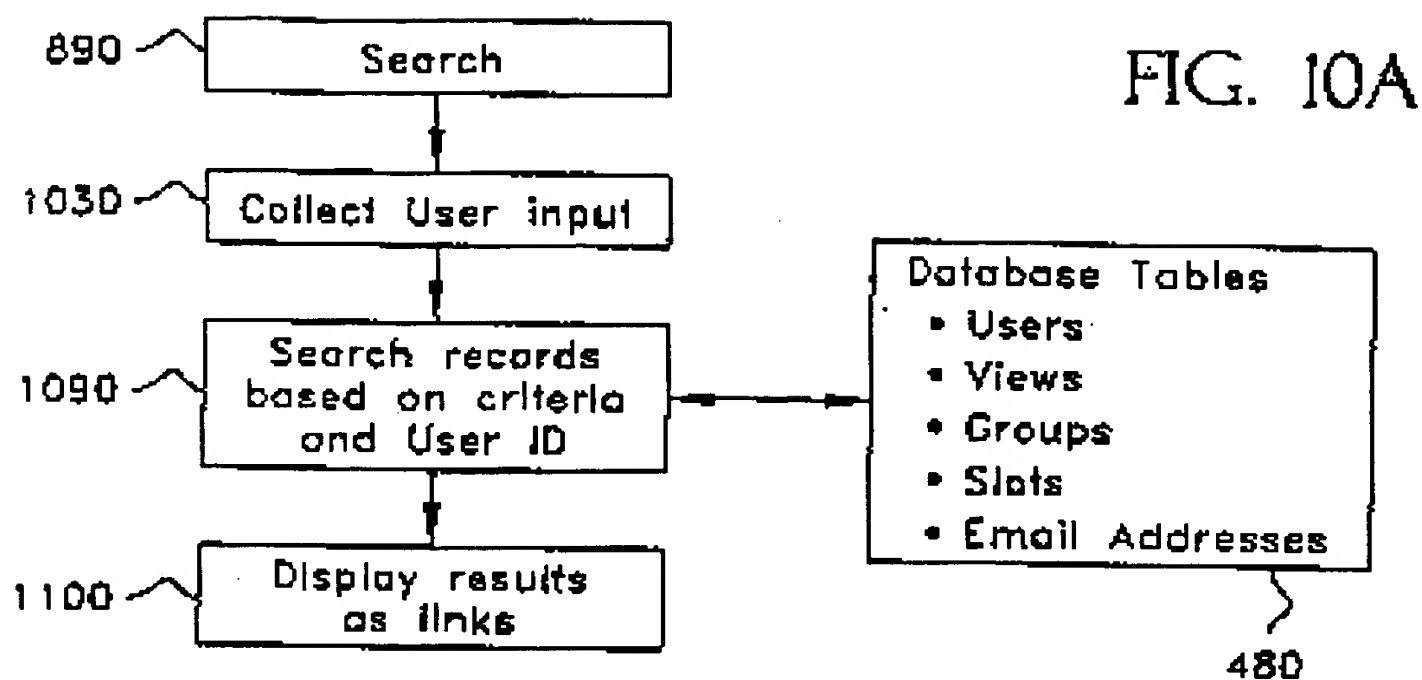 FIG. 10A
890
Search
1030
Collect User input
1090
Search records
based on criteria
and User ID
1100
Display results
as links
Database Tables
• Users
• Views
• Groups
• Slots
• Email Addresses
480